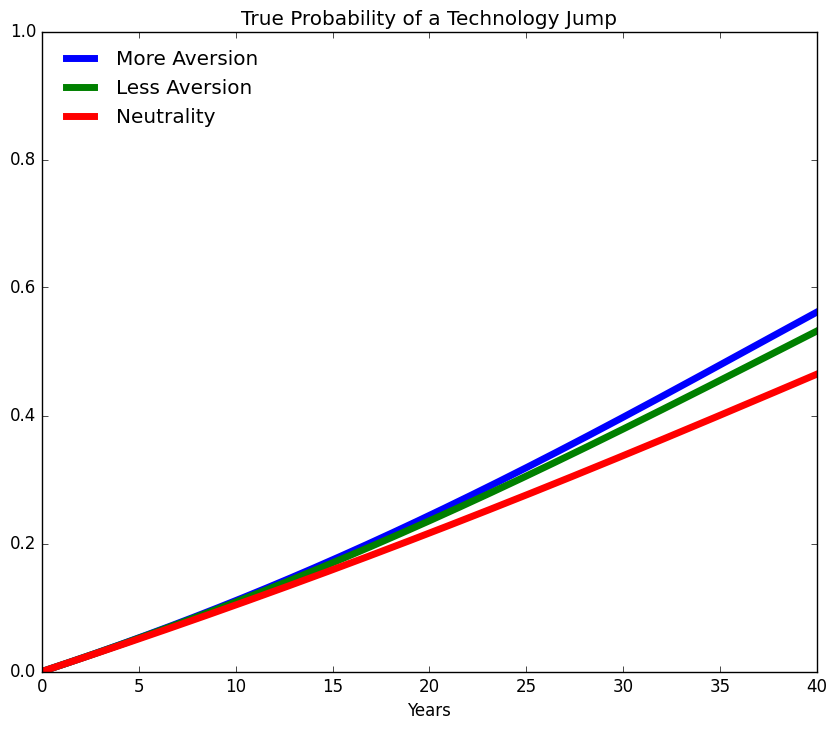 True Probability of a Technology Jump
1.0
More Aversion
Less Aversion
Neutrality
0.8
0.6
0.4
0.2
0.0
0 5 10 15 20 25 30 35 40
Years